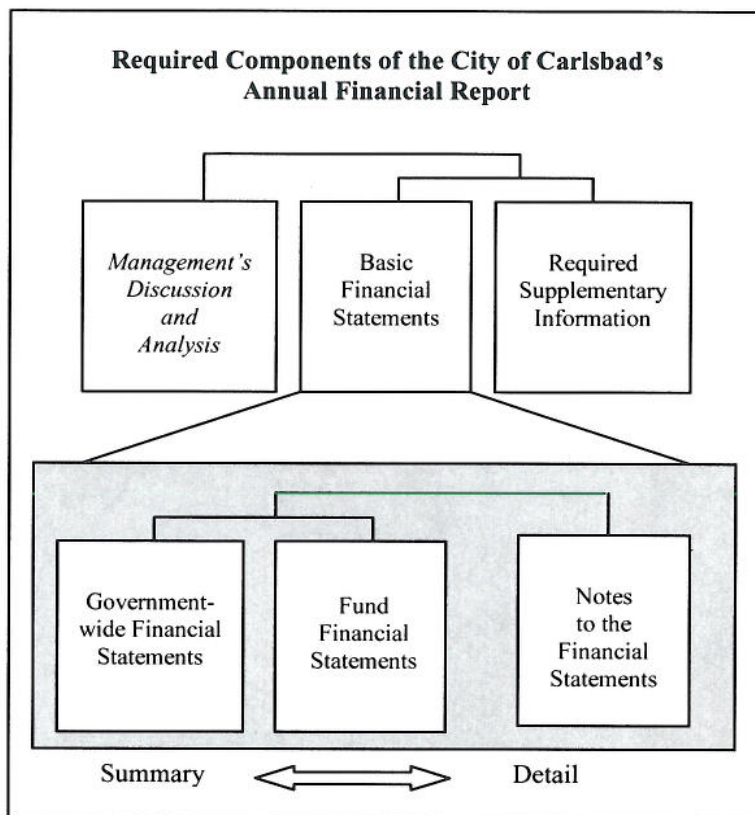 Required Components of the City of Carlsbad's
Annual Financial Report
Management's
Discussion
and
Analysis
Basic
Financial
Statements
Required
Supplementary
Information
Government-
wide Financial
Statements
Fund
Financial
Statements
Notes
to the
Financial
Statements
Summary
Detail